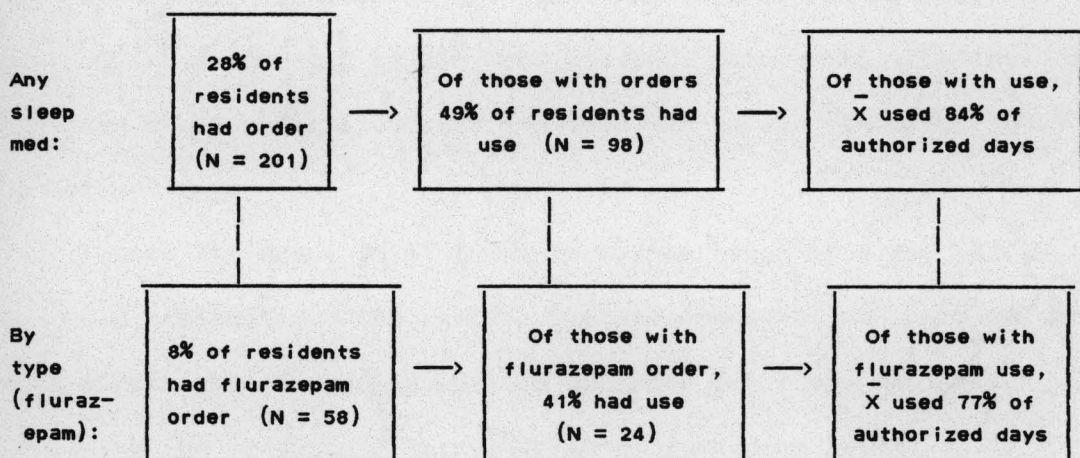 Any
sleep
med:
28% of
residents
had order
(N = 201)
Of those with orders
49% of residents had
use (N = 98)
Of those with use,
X̄ used 84% of
authorized days
By
type
(fluraz-
epam):
8% of residents
had flurazepam
order (N = 58)
Of those with
flurazepam order,
41% had use
(N = 24)
Of those with
flurazepam use,
X̄ used 77% of
authorized days